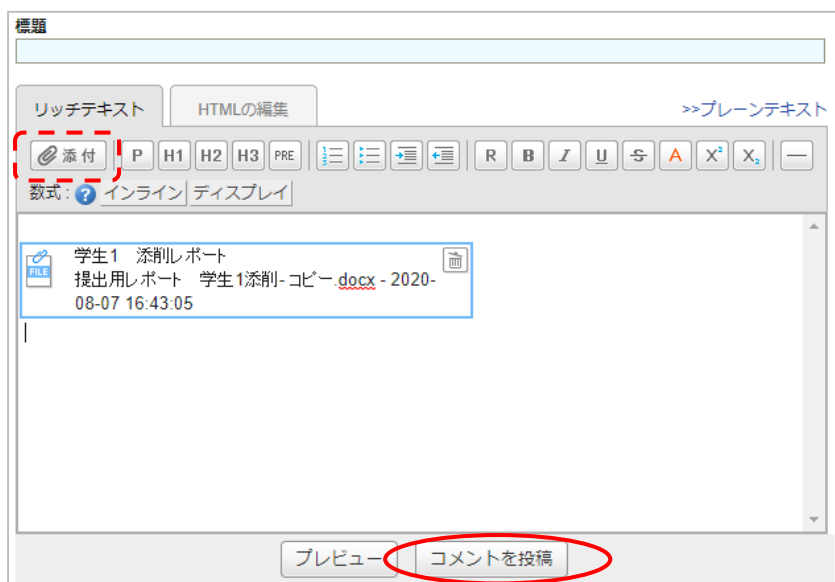 標題
リッチテキスト HTMLの編集 >>プレーンテキスト
添付 P H1 H2 H3 PRE R B I U S A X² X₂
数式 : ? インライン ディスプレイ
学生1 添削レポート
FILE 提出用レポート 学生1添削-コピー.docx - 2020-
08-07 16:43:05
プレビュー コメントを投稿